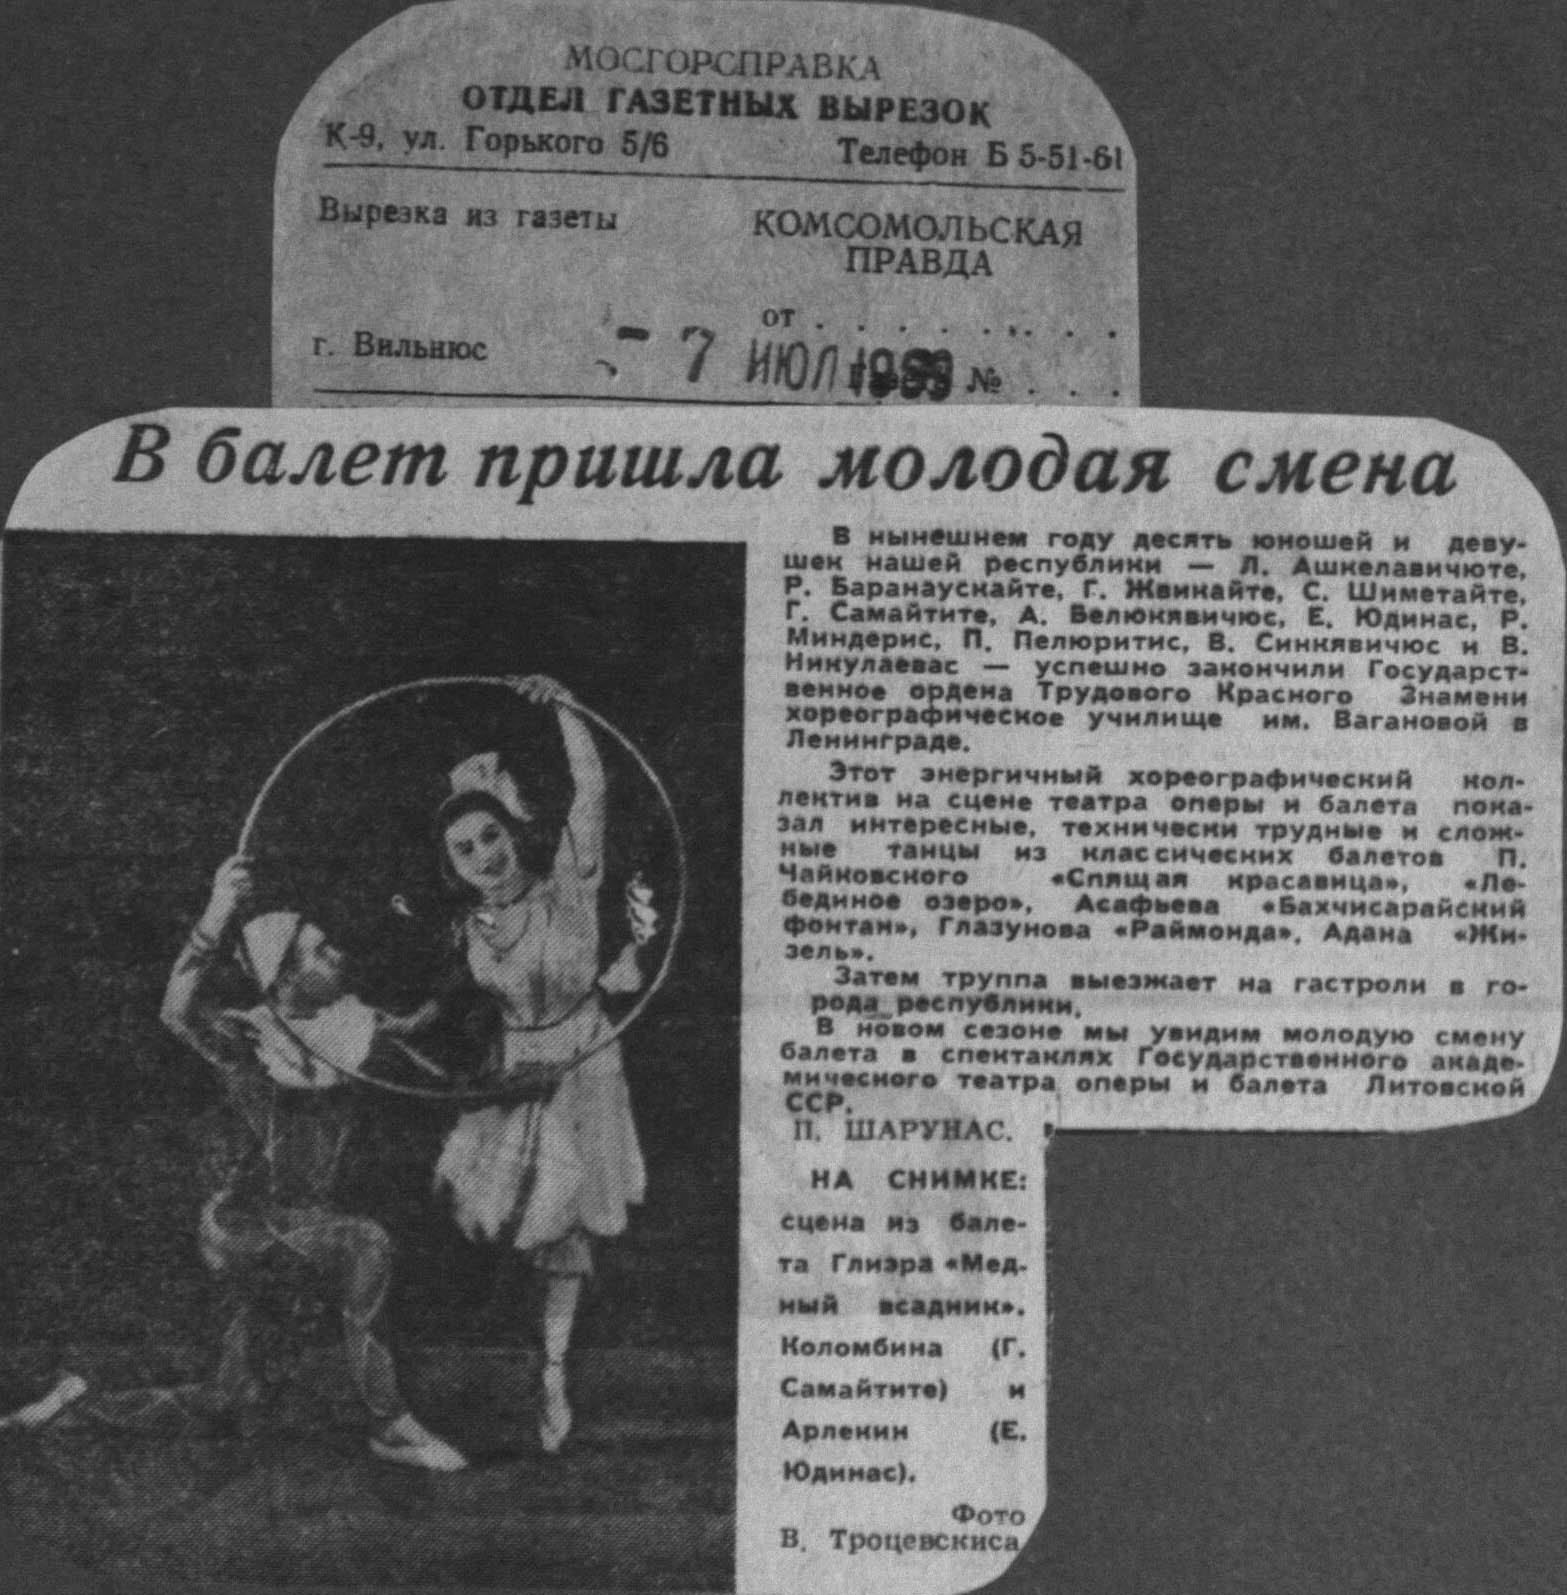 МОСГОРСПРАВКА
ОТДЕЛ ГАЗЕТНЫХ ВЫРЕЗОК
К-9, ул. Горького 5/6 Телефон Б 5-51-61
Вырезка из газеты КОМСОМОЛЬСКАЯ
ПРАВДА
от . . . . . . . .
г. Вильнюс - 7 ИЮЛ № . . .
В балет пришла молодая смена
В нынешнем году десять юношей и деву-
шек нашей республики — Л. Ашкелавичюте,
Р. Баранаускайте, Г. Жвикайте, С. Шиметайте,
Г. Самайтите, А. Велюкявичюс, Е. Юдинас, Р.
Миндерис, П. Пелюритис, В. Синкявичюс и В.
Никулаевас — успешно закончили Государст-
венное ордена Трудового Красного Знамени
хореографическое училище им. Вагановой в
Ленинграде.
Этот энергичный хореографический кол-
лектив на сцене театра оперы и балета пока-
зал интересные, технически трудные и слож-
ные танцы из классических балетов П.
Чайковского «Спящая красавица», «Ле-
бединое озеро», Асафьева «Бахчисарайский
фонтан», Глазунова «Раймонда», Адана «Жи-
зель».
Затем труппа выезжает на гастроли в го-
рода республики.
В новом сезоне мы увидим молодую смену
балета в спектаклях Государственного акаде-
мического театра оперы и балета Литовской
ССР.
П. ШАРУНАС.
НА СНИМКЕ:
сцена из бале-
та Глиэра «Мед-
ный всадник».
Коломбина (Г.
Самайтите) и
Арлекин (Е.
Юдинас).
Фото
В. Троцевскиса